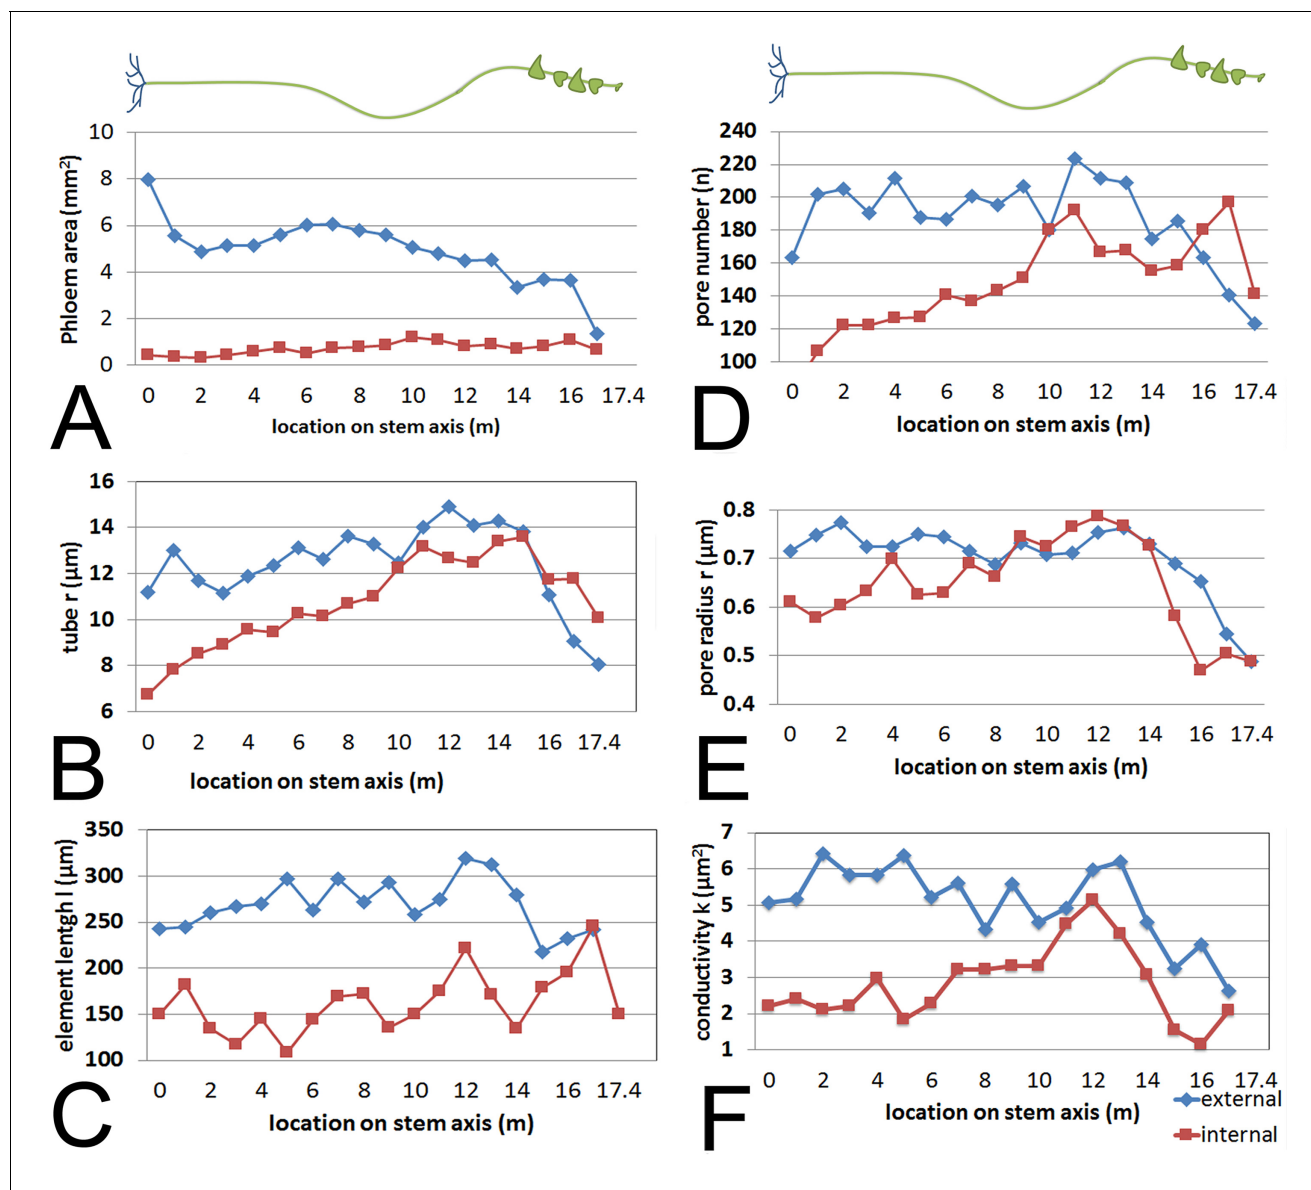 Phloem area (mm²)
10
8
6
4
2
0
0 2 4 6 8 10 12 14 16 17.4
location on stem axis (m)
A
pore number (n)
240
220
200
180
160
140
120
100
0 2 4 6 8 10 12 14 16 17.4
location on stem axis (m)
D
tube r (µm)
16
14
12
10
8
6
0 2 4 6 8 10 12 14 16 17.4
location on stem axis (m)
B
pore radius r (µm)
0.8
0.7
0.6
0.5
0.4
0 2 4 6 8 10 12 14 16 17.4
location on stem axis (m)
E
element lentgh l (µm)
350
300
250
200
150
100
0 2 4 6 8 10 12 14 16 17.4
location on stem axis (m)
C
conductivity k (µm²)
7
6
5
4
3
2
1
0 2 4 6 8 10 12 14 16 17.4
location on stem axis (m)
F
external
internal